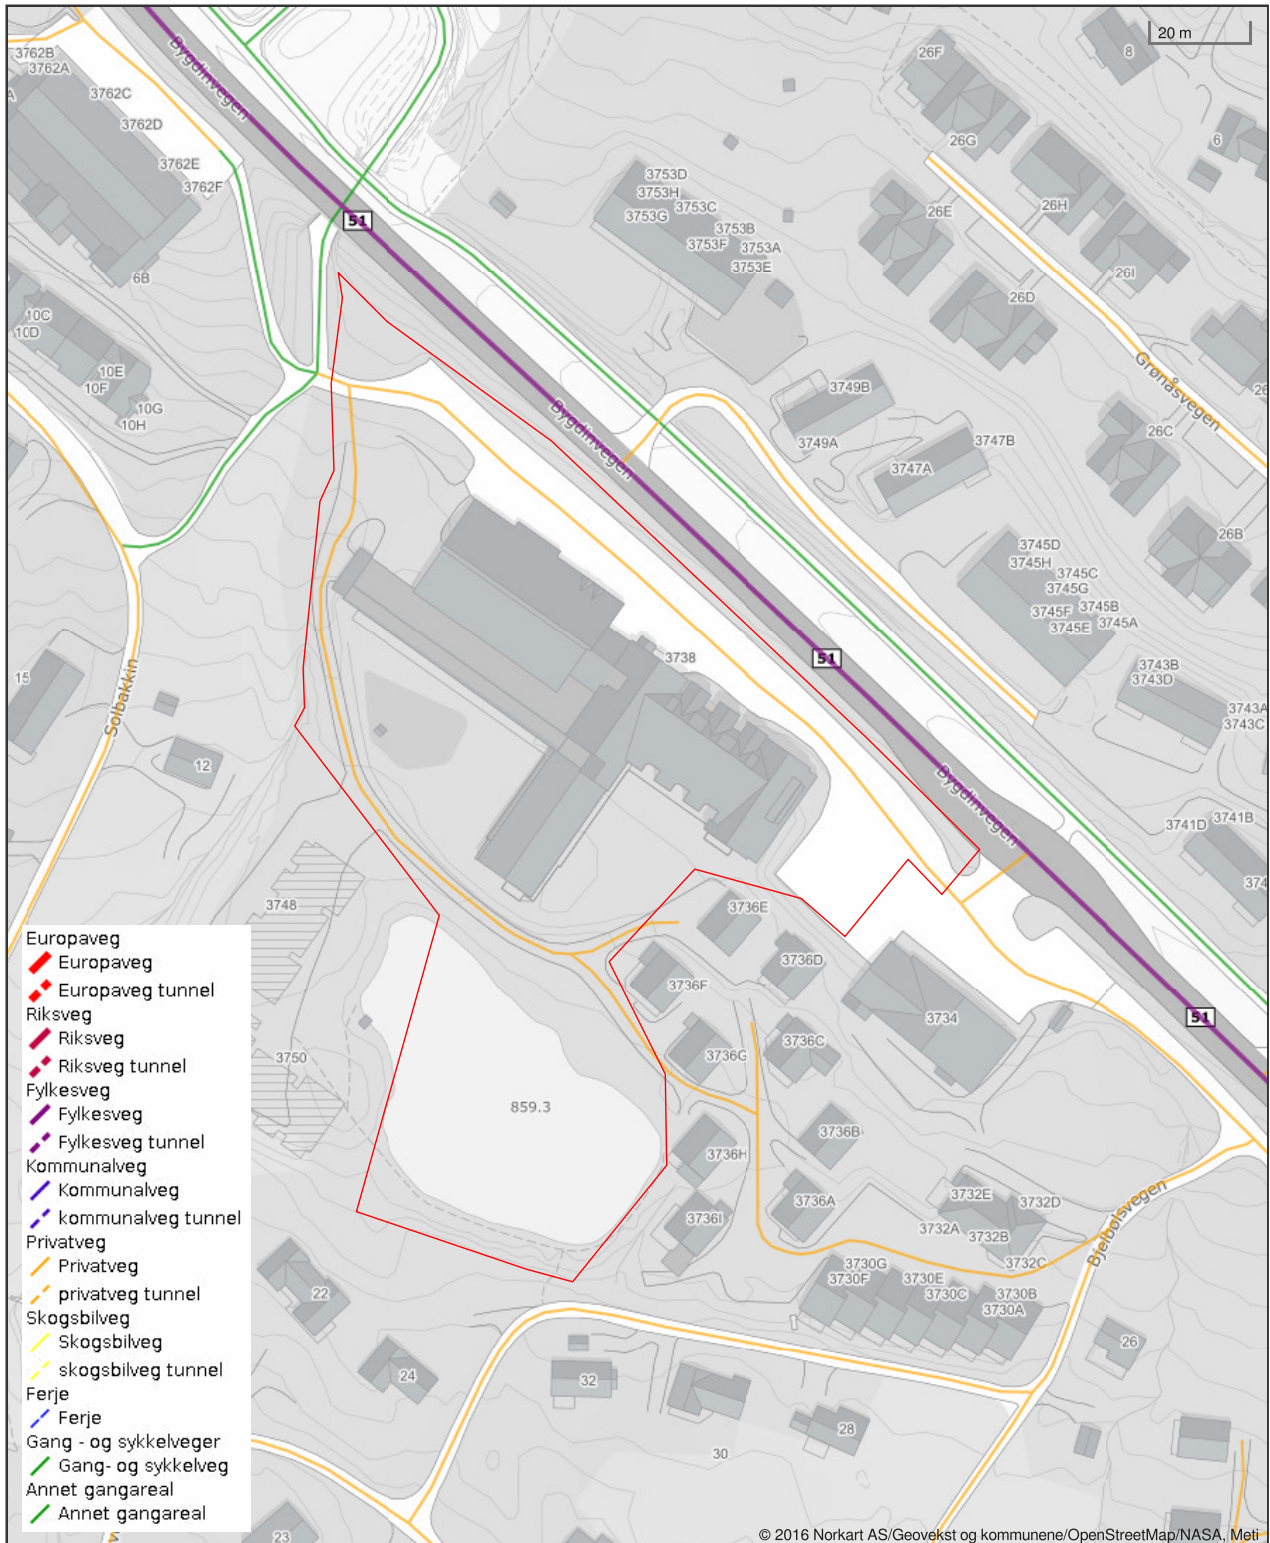 20 m
3762B
3762A
3762C
3762D
3762E
3762F
Bygdinvegen
51
6B
10C
10D
10E
10F
10G
10H
3753D
3753H
3753C
3753G
3753B
3753F
3753A
3753E
26F
8
26G
6
26E
26H
26I
26D
Grønåsvegen
26C
26B
3749B
3749A
3747B
3747A
Bygdinvegen
3745D
3745H
3745C
3745G
3745B
3745F
3745A
3745E
3738
51
3743B
3743D
3743A
3743C
15
Solbakkin
12
Bygdinvegen
3741D
3741B
3748
3736E
3736D
3736F
3734
51
3736G
3736C
3750
859.3
3736B
3736H
3736A
3736I
3732E
3732D
3732A
3732B
3732C
Bjelbølsvegen
3730G
3730F
3730E
3730C
3730B
3730A
22
24
32
26
28
30
23
Europaveg
Europaveg
Europaveg tunnel
Riksveg
Riksveg
Riksveg tunnel
Fylkesveg
Fylkesveg
Fylkesveg tunnel
Kommunalveg
Kommunalveg
kommunalveg tunnel
Privatveg
Privatveg
privatveg tunnel
Skogsbilveg
Skogsbilveg
skogsbilveg tunnel
Ferje
Ferje
Gang - og sykkelveger
Gang- og sykkelveg
Annet gangareal
Annet gangareal
© 2016 Norkart AS/Geovekst og kommunene/OpenStreetMap/NASA, Meti